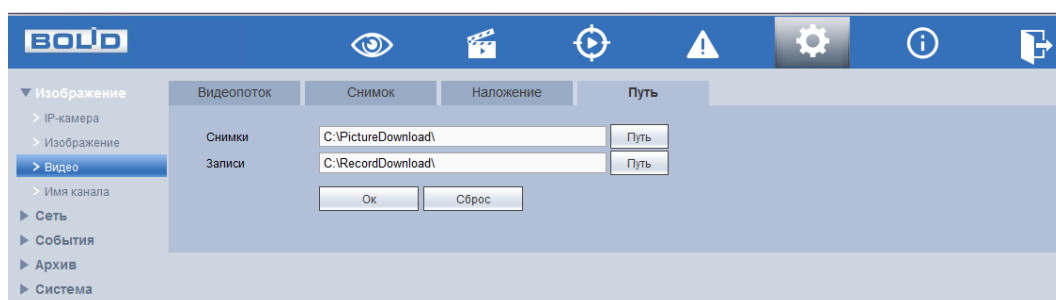 BOLID
Изображение
IP-камера
Изображение
Видео
Имя канала
Сеть
События
Архив
Система
Видеопоток Снимок Наложение Путь
Снимки C:\PictureDownload\ Путь
Записи C:\RecordDownload\ Путь
Ок Сброс